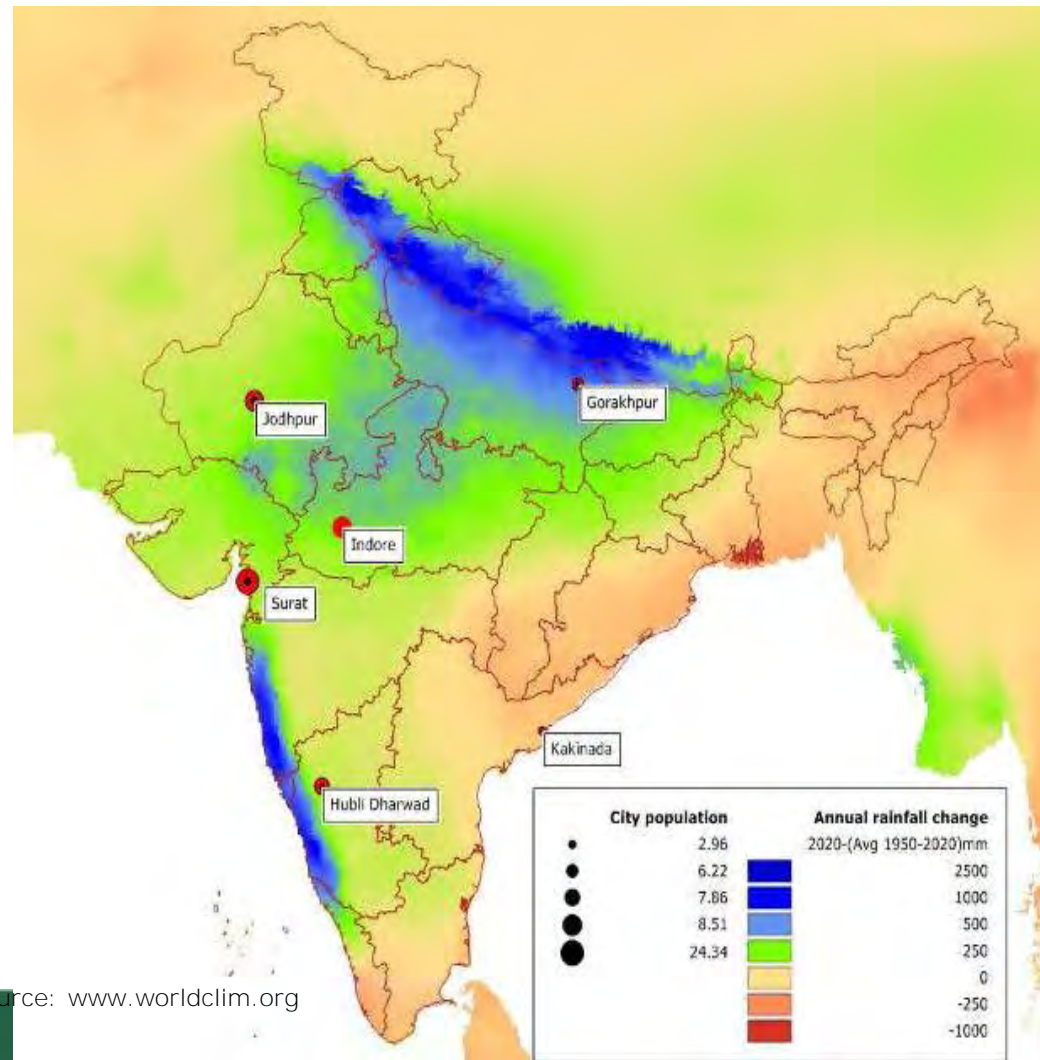 Jodhpur
Gorakhpur
Indore
Surat
Kakinada
Hubli Dharwad
City population
2.96
6.22
7.86
8.51
24.34
Annual rainfall change
2020-(Avg 1950-2020)mm
2500
1000
500
250
0
-250
-1000
urce: www.worldclim.org